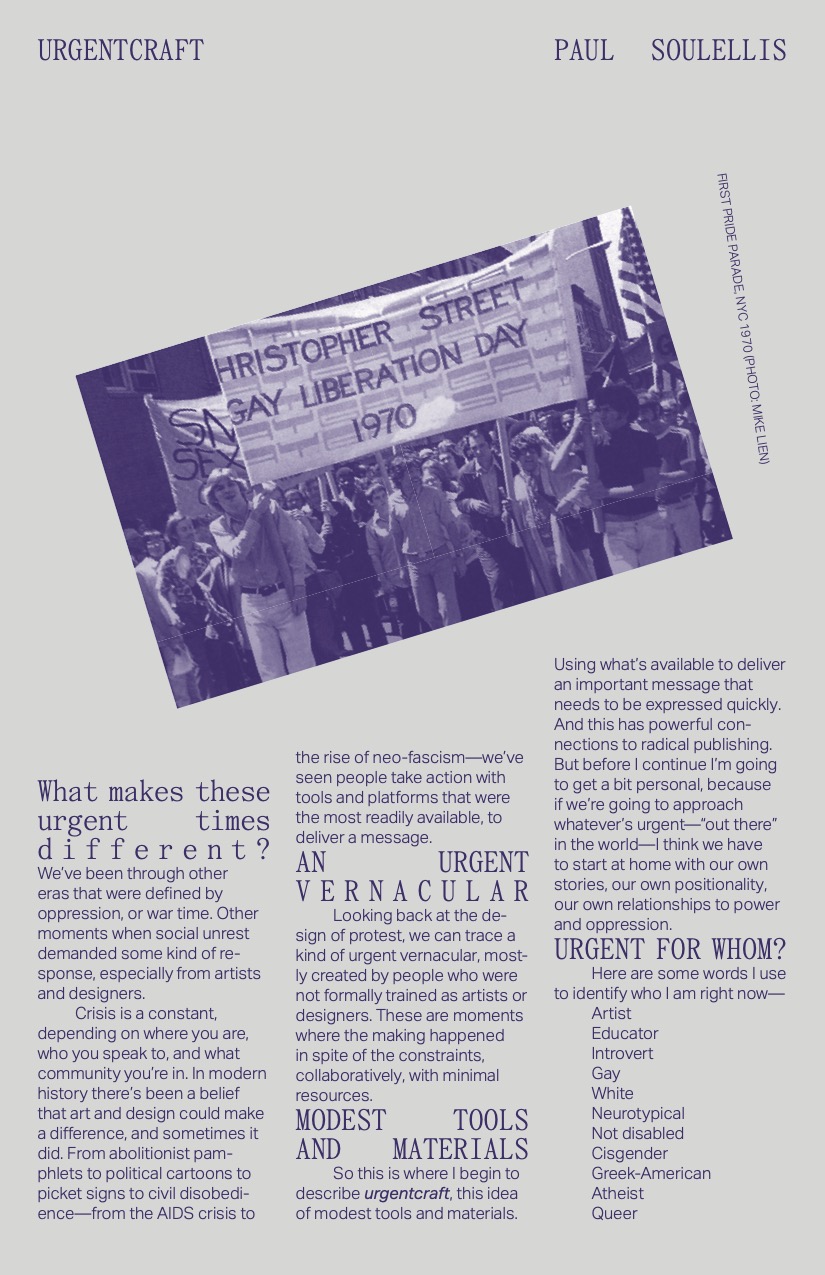 URGENTCRAFT
PAUL SOULELLIS
FIRST PRIDE PARADE, NYC 1970 (PHOTO: MIKE LIEN)
HRISTOPHER STREET
GAY LIBERATION DAY
1970
SEX
What makes these
urgent times
different?
We've been through other
eras that were defined by
oppression, or war time. Other
moments when social unrest
demanded some kind of re-
sponse, especially from artists
and designers.
Crisis is a constant,
depending on where you are,
who you speak to, and what
community you're in. In modern
history there's been a belief
that art and design could make
a difference, and sometimes it
did. From abolitionist pam-
phlets to political cartoons to
picket signs to civil disobedi-
ence—from the AIDS crisis to
the rise of neo-fascism—we've
seen people take action with
tools and platforms that were
the most readily available, to
deliver a message.
AN URGENT
VERNACULAR
Looking back at the de-
sign of protest, we can trace a
kind of urgent vernacular, most-
ly created by people who were
not formally trained as artists or
designers. These are moments
where the making happened
in spite of the constraints,
collaboratively, with minimal
resources.
MODEST TOOLS
AND MATERIALS
So this is where I begin to
describe urgentcraft, this idea
of modest tools and materials.
Using what's available to deliver
an important message that
needs to be expressed quickly.
And this has powerful con-
nections to radical publishing.
But before I continue I'm going
to get a bit personal, because
if we're going to approach
whatever's urgent—“out there”
in the world—I think we have
to start at home with our own
stories, our own positionality,
our own relationships to power
and oppression.
URGENT FOR WHOM?
Here are some words I use
to identify who I am right now—
Artist
Educator
Introvert
Gay
White
Neurotypical
Not disabled
Cisgender
Greek-American
Atheist
Queer